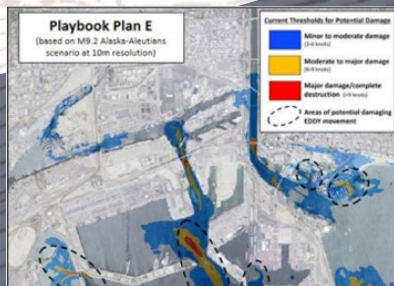 Playbook Plan E
(based on M9.2 Alaska-Aleutians
scenario at 10m resolution)
Current Thresholds for Potential Damage
Minor to moderate damage
(3-6 knots)
Moderate to major damage
(6-9 knots)
Major damage/complete
destruction (>9 knots)
Areas of potential damaging
EDDY movement